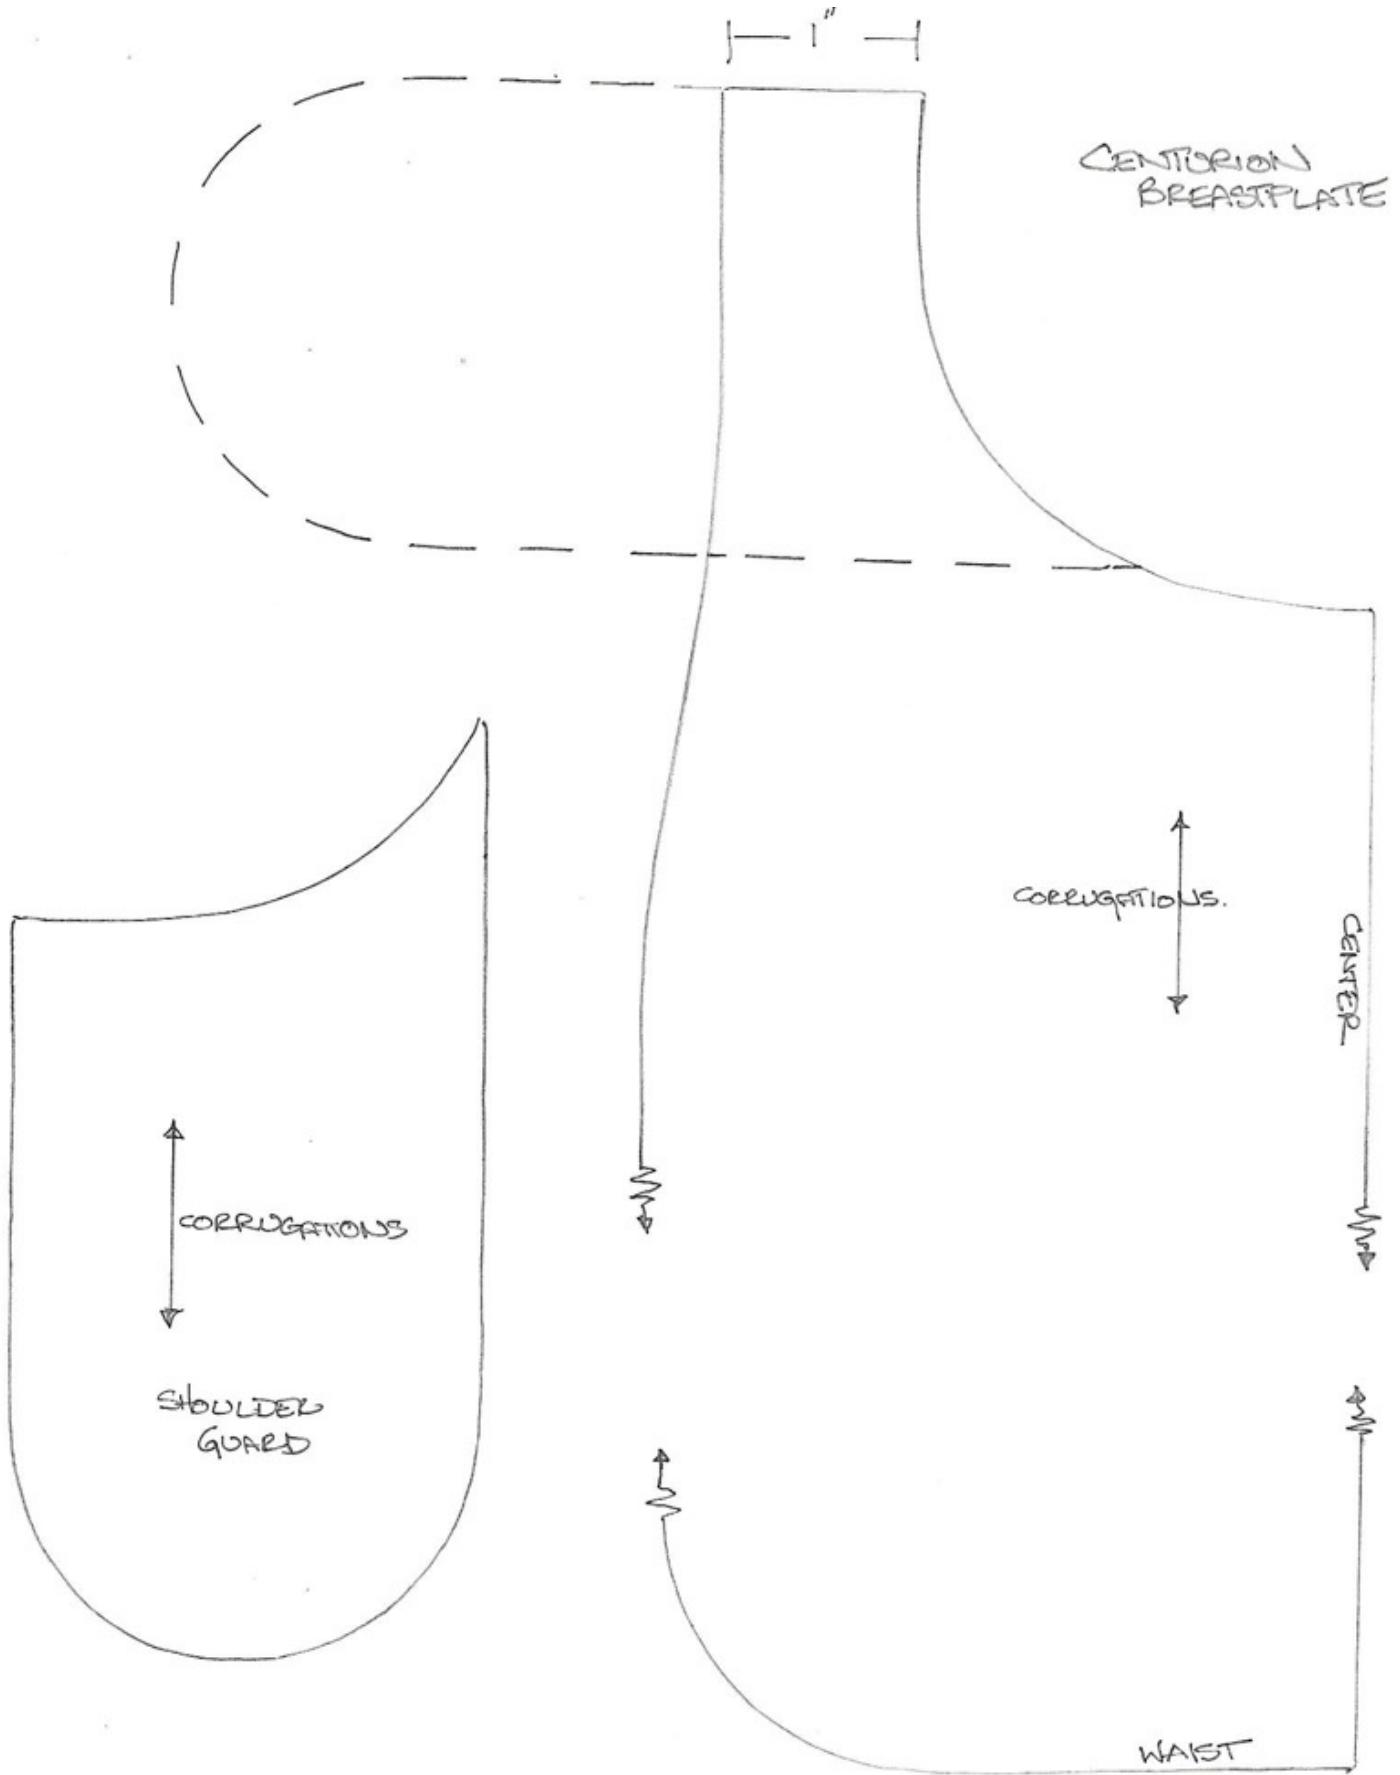 1"
CENTURION
BREASTPLATE
CORRUGATIONS.
CENTER
CORRUGATIONS
SHOULDER
GUARD
WAIST